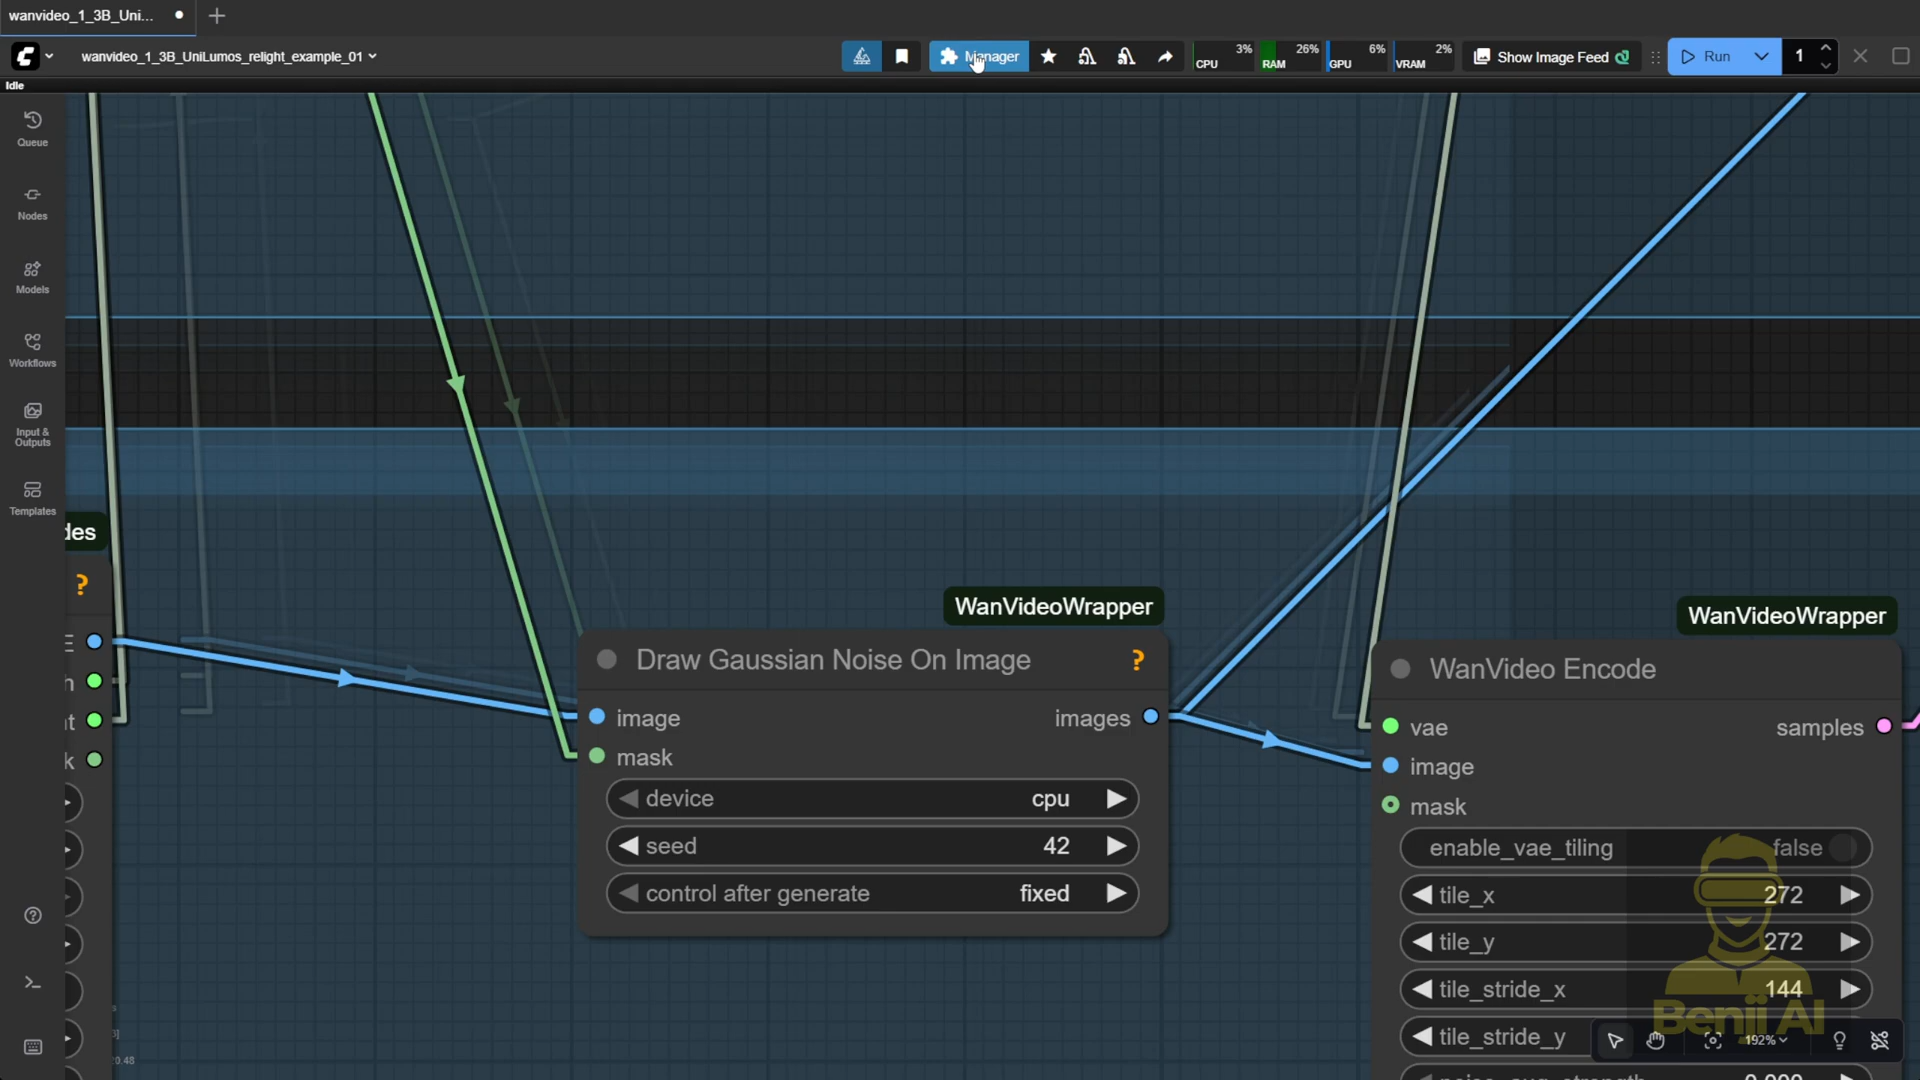 wanvideo_1_3B_Uni...
wanvideo_1_3B_UniLumos_relight_example_01
Manager
CPU 3%
RAM 26%
GPU 6%
VRAM 2%
Show Image Feed
Run
1
Idle
Queue
Nodes
Models
Workflows
Input &
Outputs
Templates
des
?
WanVideoWrapper
Draw Gaussian Noise On Image ?
image images
mask
device cpu
seed 42
control after generate fixed
WanVideoWrapper
WanVideo Encode
vae samples
image
mask
enable_vae_tiling false
tile_x 272
tile_y 272
tile_stride_x 144
tile_stride_y
Benji AI
192%